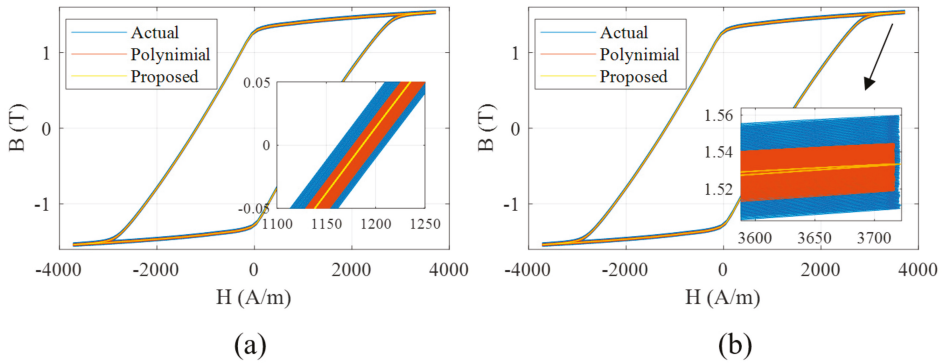 1
0
-1
B (T)
Actual
Polynimial
Proposed
0.05
0
-0.05
1100
1150
1200
1250
-4000
-2000
0
2000
4000
H (A/m)
(a)
1
0
-1
B (T)
Actual
Polynimial
Proposed
1.56
1.54
1.52
3600
3650
3700
-4000
-2000
0
2000
4000
H (A/m)
(b)